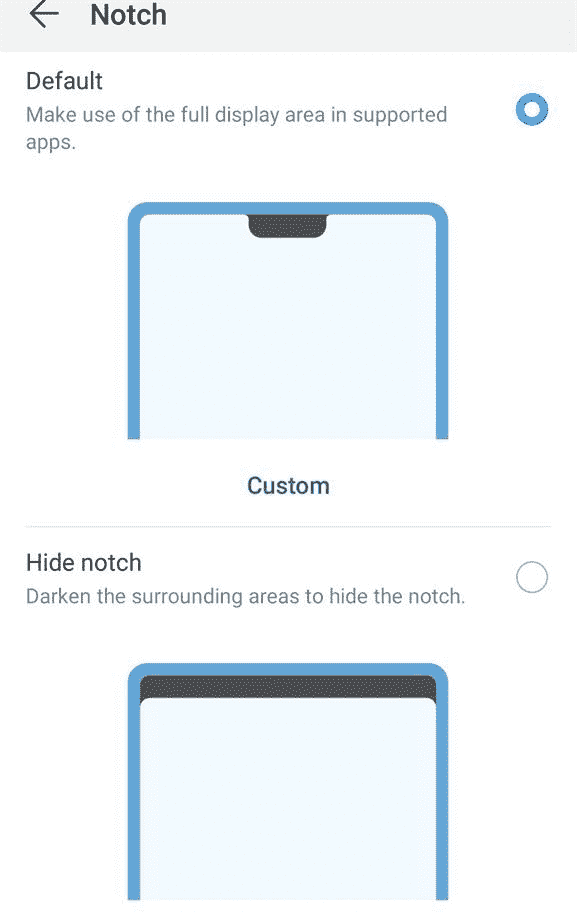 Notch
Default
Make use of the full display area in supported
apps.
Custom
Hide notch
Darken the surrounding areas to hide the notch.